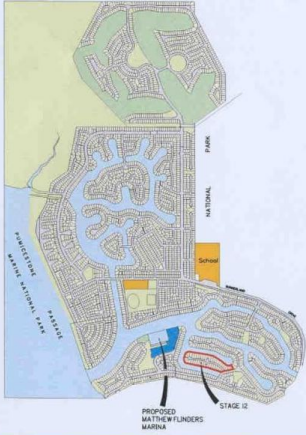 PARK
NATIONAL
School
PUMICESTONE PASSAGE
MARINE NATIONAL PARK
STAGE 12
PROPOSED
MATTHEW FLINDERS
MARINA